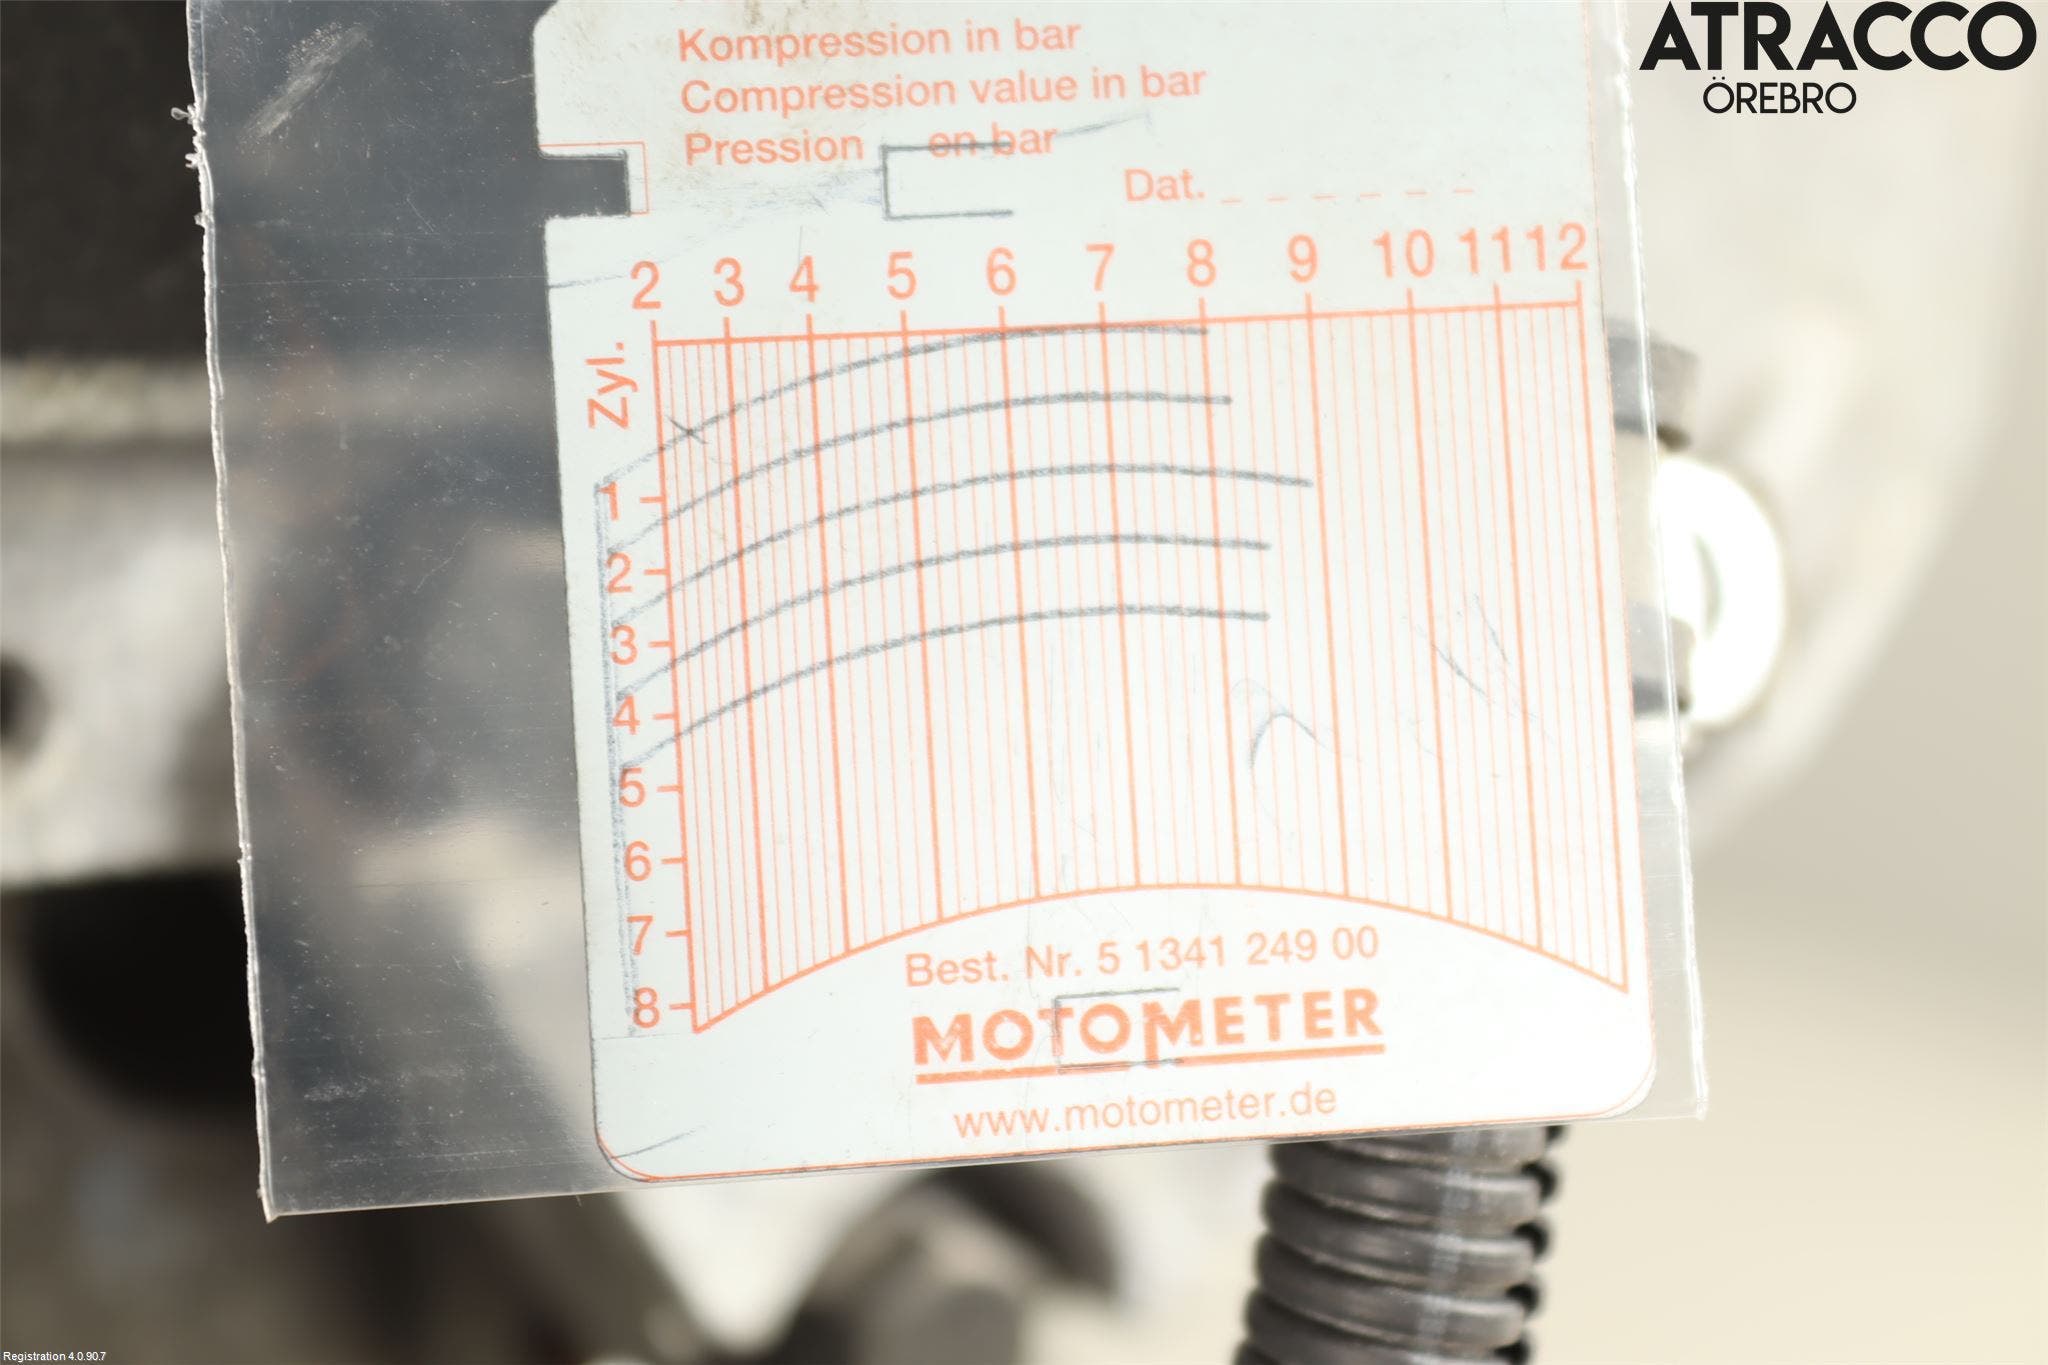 ATRACCO
ÖREBRO
Kompression in bar
Compression value in bar
Pression en bar
Dat. _ _ _ _ _ _
2 3 4 5 6 7 8 9 10 11 12
Zyl.
1
2
3
4
5
6
7
8
Best. Nr. 5 1341 249 00
MOTOMETER
www.motometer.de
Registration 4.0.90.7